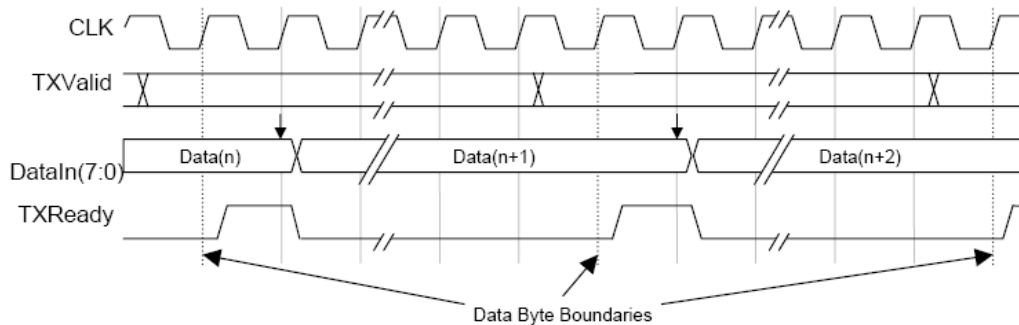 CLK
TXValid
DataIn(7:0)
Data(n)
Data(n+1)
Data(n+2)
TXReady
Data Byte Boundaries